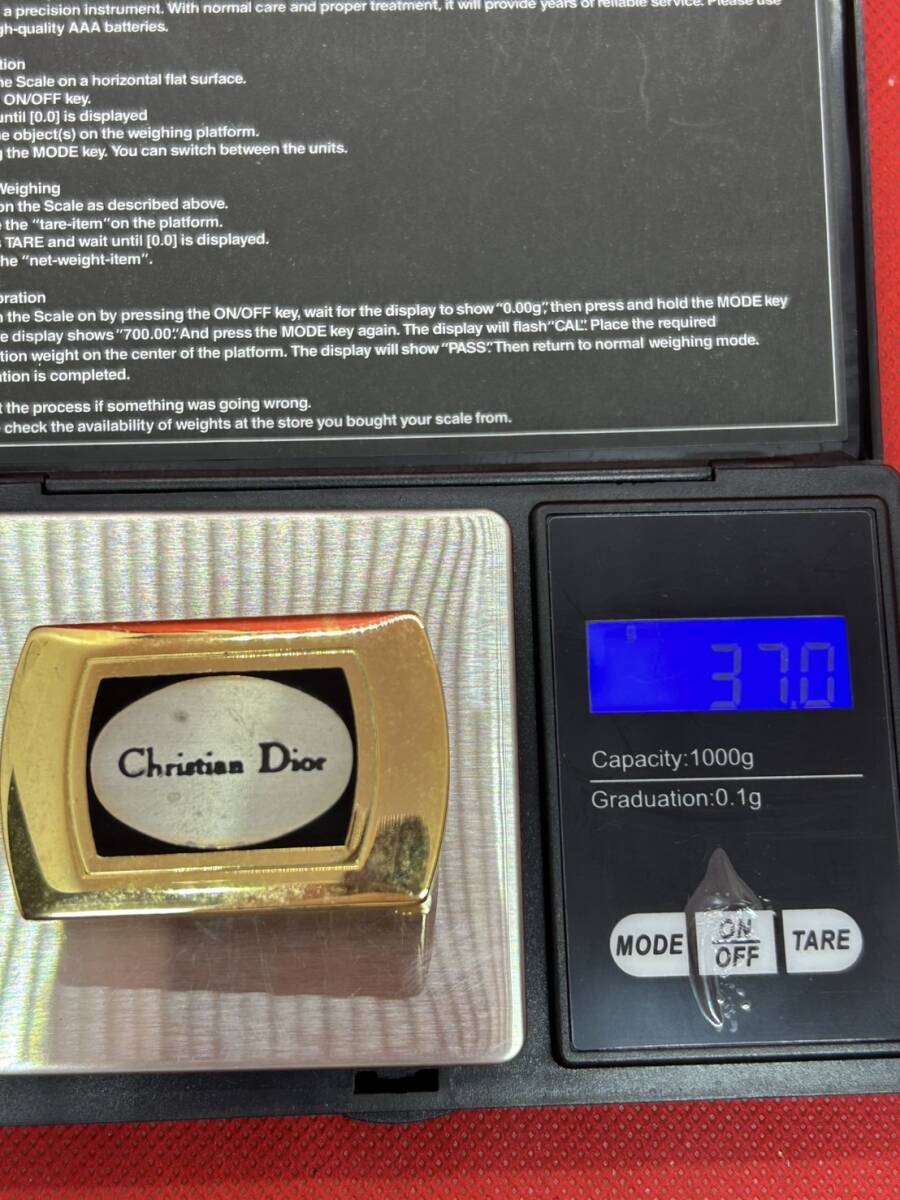 a precision instrument. With normal care and proper treatment, it will provide years of reliable service. Please use
gh-quality AAA batteries.
tion
he Scale on a horizontal flat surface.
ON/OFF key.
until [0.0] is displayed
e object(s) on the weighing platform.
g the MODE key. You can switch between the units.
Weighing
on the Scale as described above.
e the "tare-item"on the platform.
s TARE and wait until [0.0] is displayed.
the "net-weight-item".
bration
n the Scale on by pressing the ON/OFF key, wait for the display to show "0.00g", then press and hold the MODE key
e display shows "700.00". And press the MODE key again. The display will flash "CAL". Place the required
tion weight on the center of the platform. The display will show "PASS". Then return to normal weighing mode.
ation is completed.
t the process if something was going wrong.
check the availability of weights at the store you bought your scale from.
Christian Dior
g
37.0
Capacity:1000g
Graduation:0.1g
MODE
ON
OFF
TARE